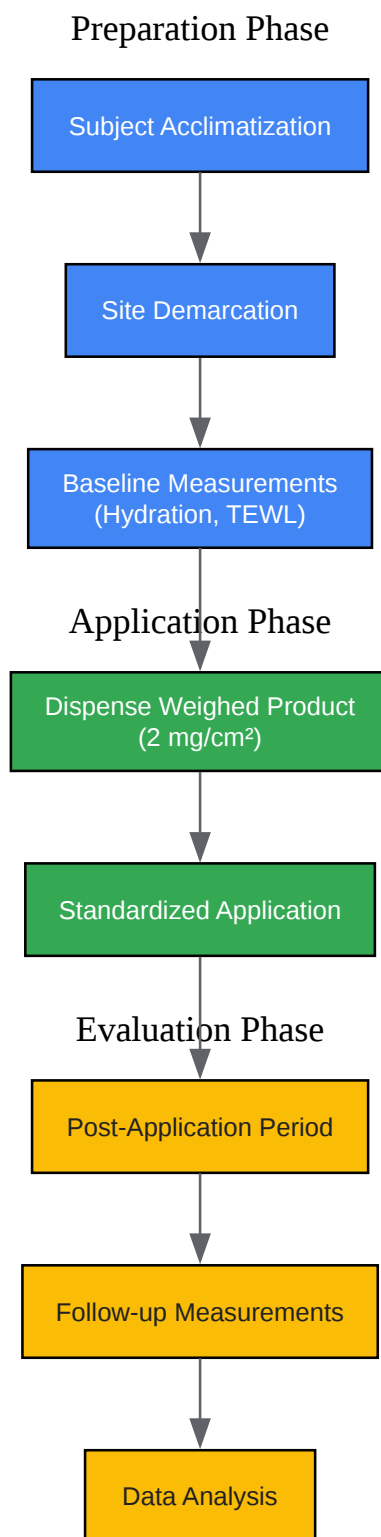 Preparation Phase
Subject Acclimatization
Site Demarcation
Baseline Measurements
(Hydration, TEWL)
Application Phase
Dispense Weighed Product
(2 mg/cm²)
Standardized Application
Evaluation Phase
Post-Application Period
Follow-up Measurements
Data Analysis